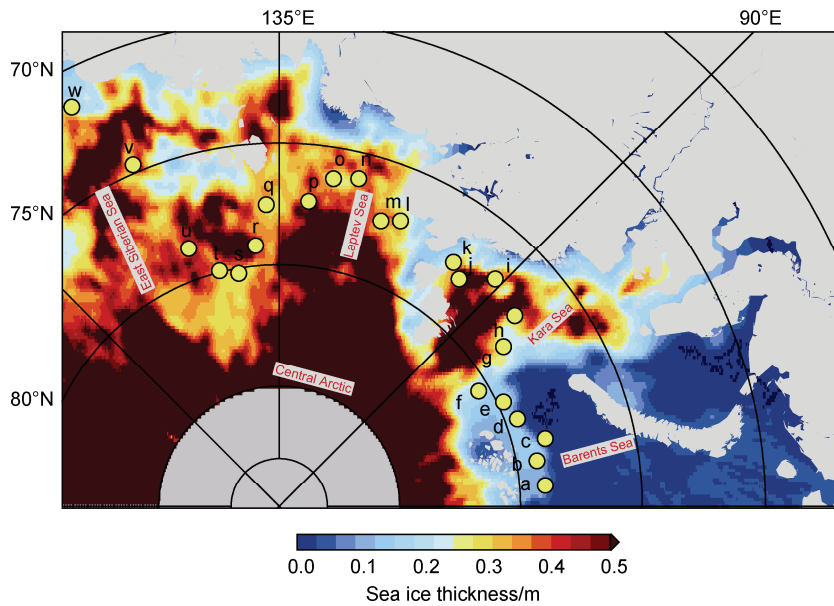 135°E 90°E
70°N
w
v
o n
p
q
m l
75°N
r
u
t s
East Siberian Sea
Laptev Sea
k
j i
Kara Sea
h
g
Central Arctic
80°N
f e
d
c
Barents Sea
b
a
0.0 0.1 0.2 0.3 0.4 0.5
Sea ice thickness/m